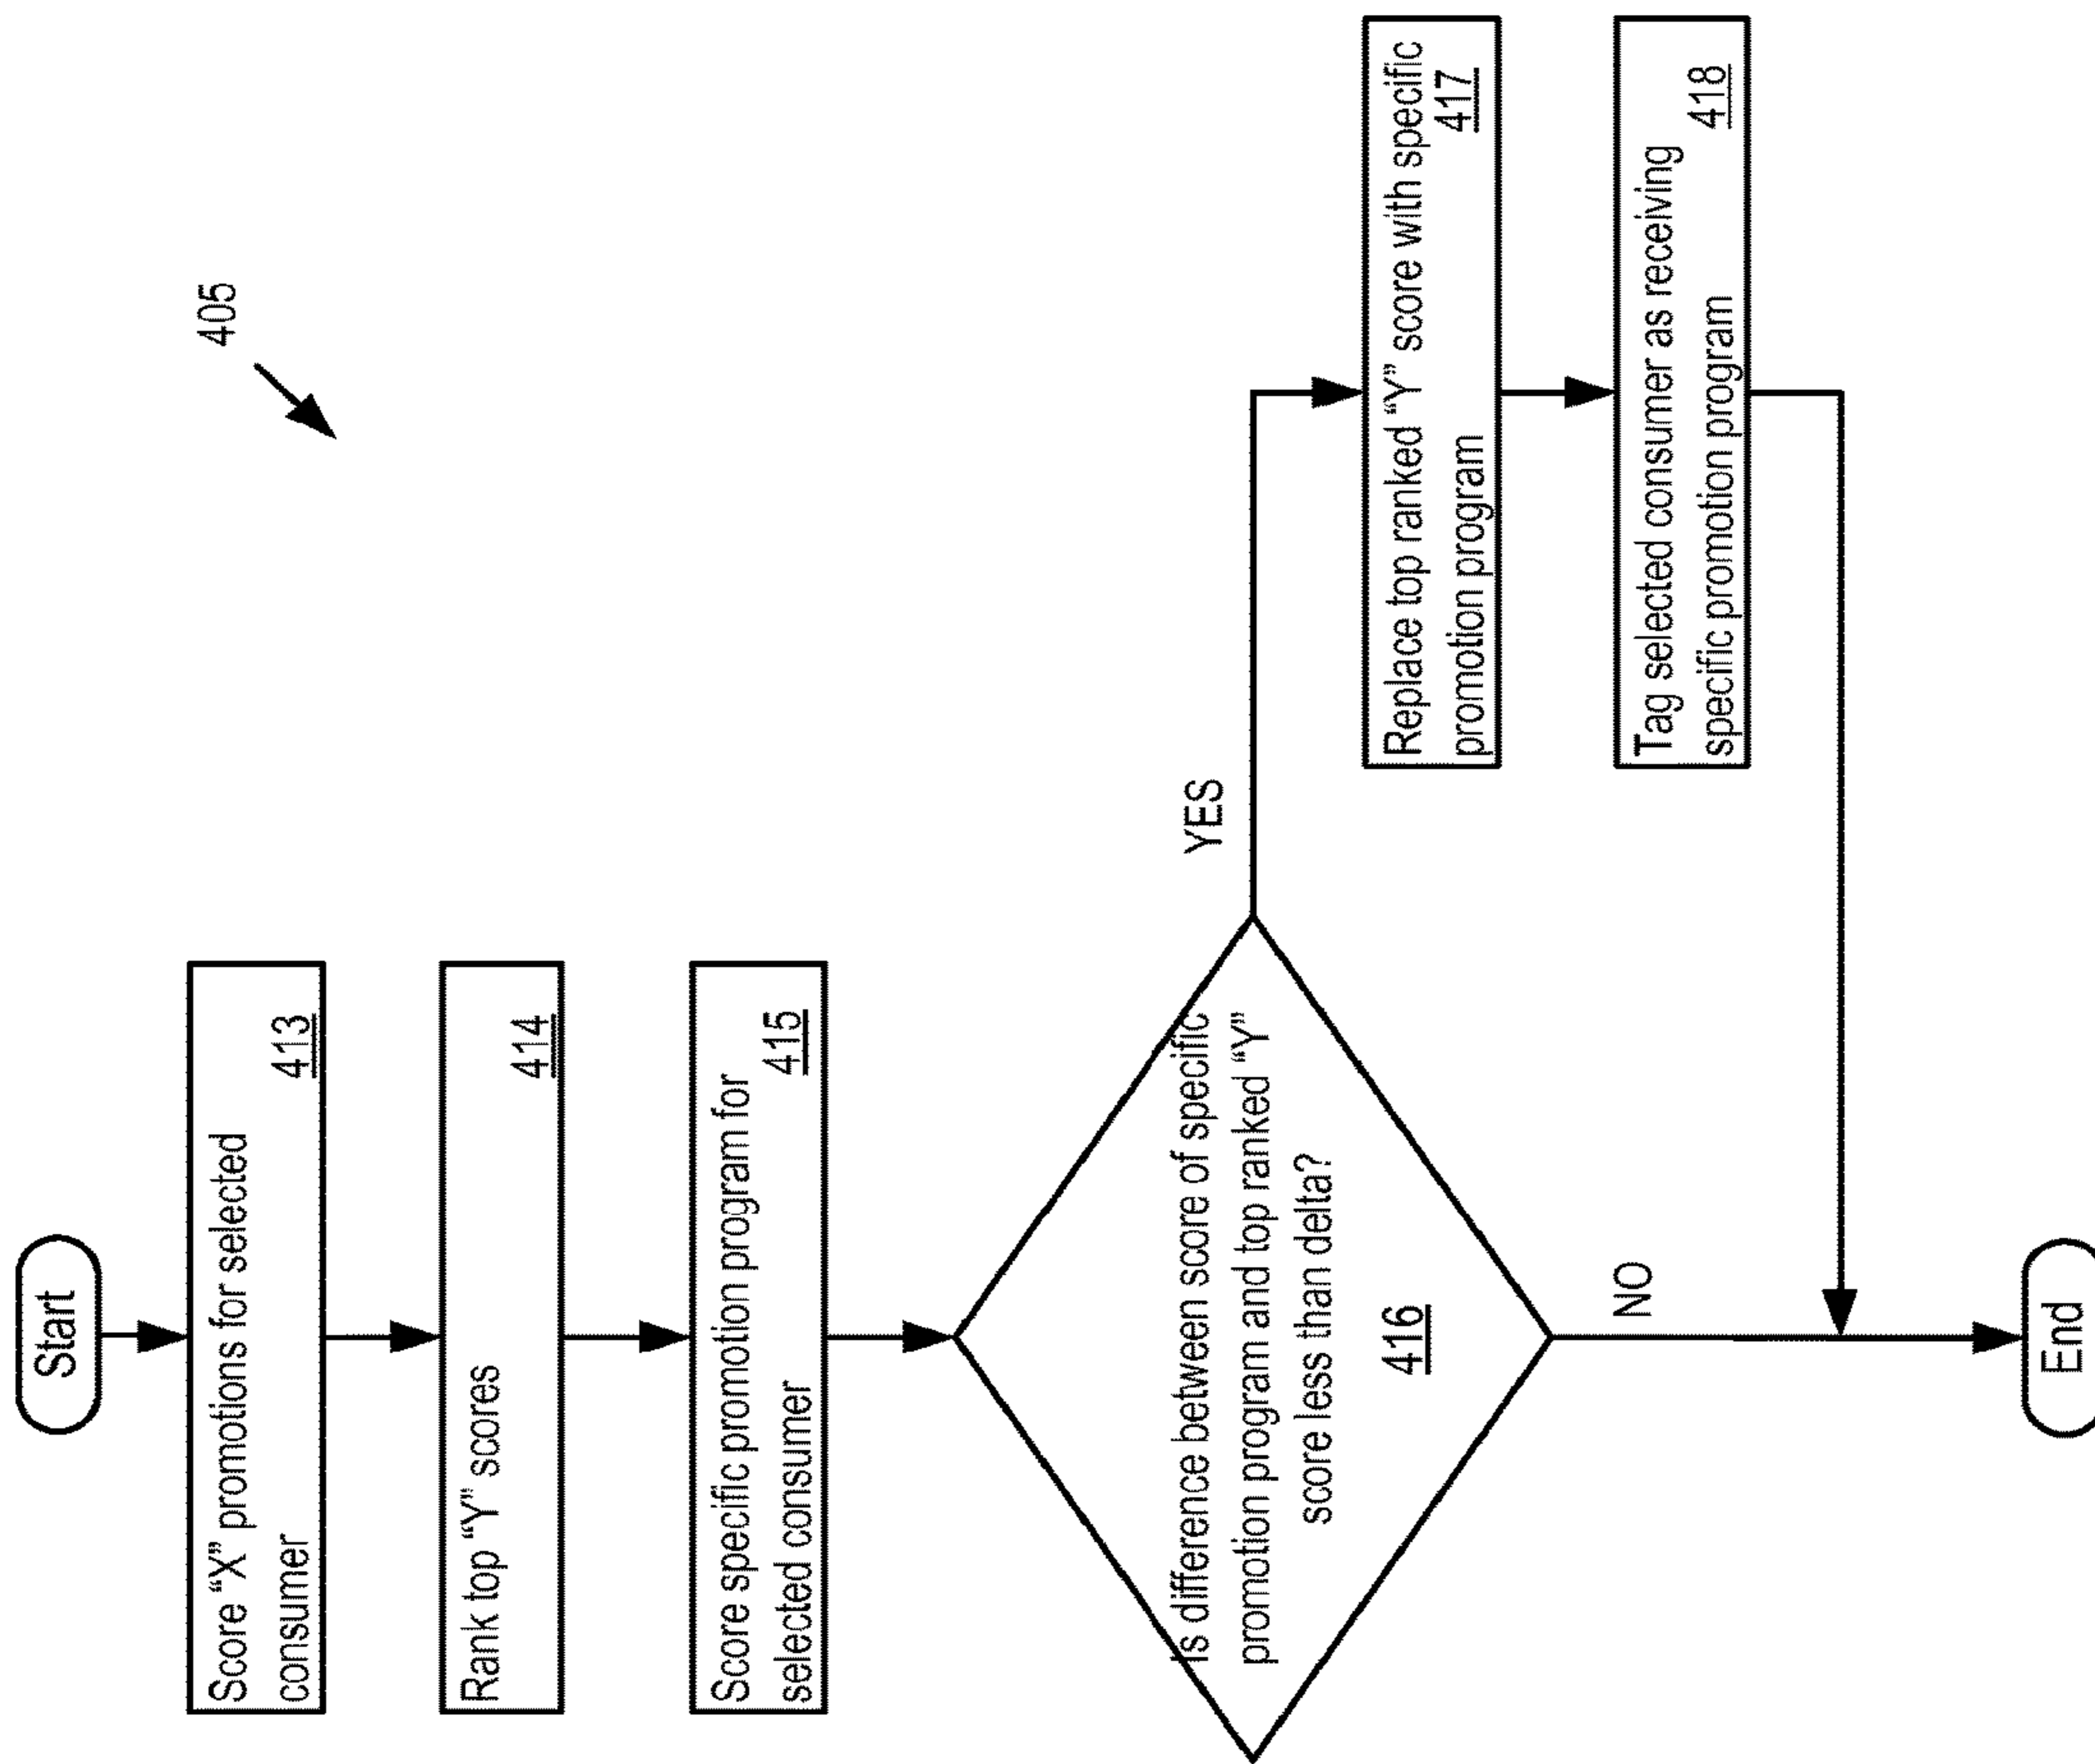 405
Start
Score “X” promotions for selected
consumer
413
Rank top “Y” scores
414
Score specific promotion program for
selected consumer
415
Is difference between score of specific
promotion program and top ranked “Y”
score less than delta?
416
YES
Replace top ranked “Y” score with specific
promotion program
417
Tag selected consumer as receiving
specific promotion program
418
NO
End